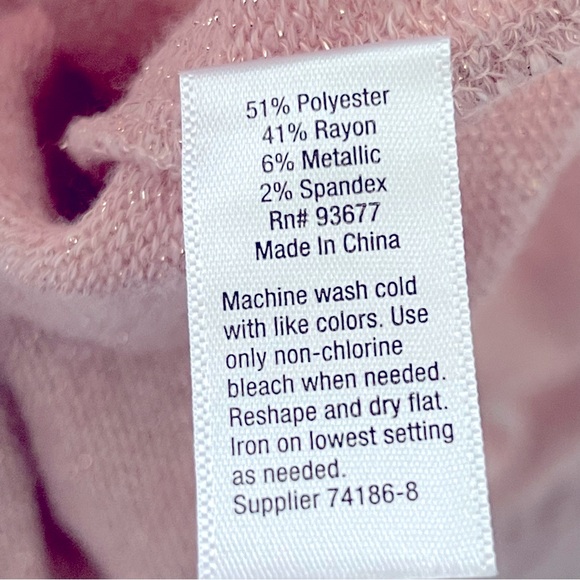 51% Polyester
41% Rayon
6% Metallic
2% Spandex
Rn# 93677
Made In China
Machine wash cold
with like colors. Use
only non-chlorine
bleach when needed.
Reshape and dry flat.
Iron on lowest setting
as needed.
Supplier 74186-8